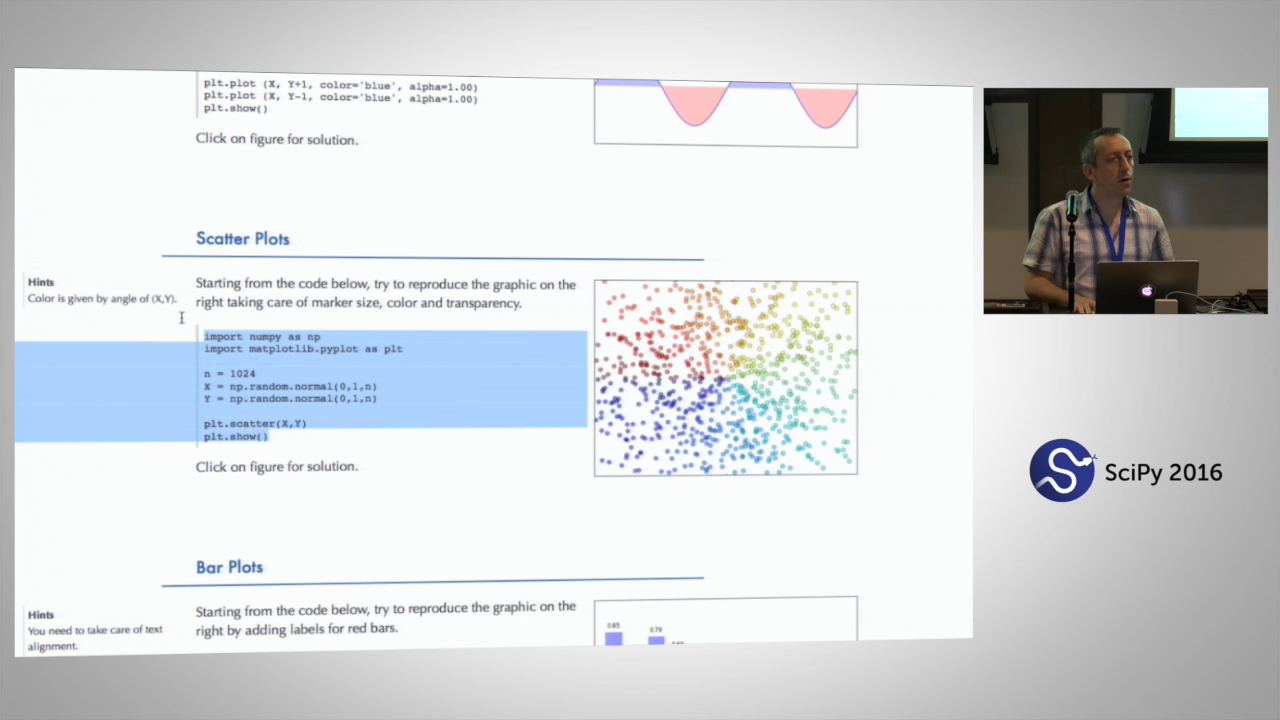 plt.plot (X, Y+1, color='blue', alpha=1.00)
plt.plot (X, Y-1, color='blue', alpha=1.00)
plt.show()
Click on figure for solution.
Scatter Plots
Hints
Color is given by angle of (X,Y).
Starting from the code below, try to reproduce the graphic on the
right taking care of marker size, color and transparency.
import numpy as np
import matplotlib.pyplot as plt
n = 1024
X = np.random.normal(0,1,n)
Y = np.random.normal(0,1,n)
plt.scatter(X,Y)
plt.show()
Click on figure for solution.
Bar Plots
Hints
You need to take care of text
alignment.
Starting from the code below, try to reproduce the graphic on the
right by adding labels for red bars.
0.85
0.79
SciPy 2016